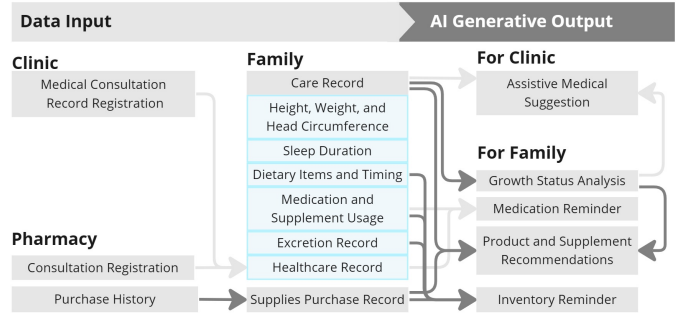 Data Input
AI Generative Output
Clinic
Medical Consultation
Record Registration
Pharmacy
Consultation Registration
Purchase History
Family
Care Record
Height, Weight, and
Head Circumference
Sleep Duration
Dietary Items and Timing
Medication and
Supplement Usage
Excretion Record
Healthcare Record
Supplies Purchase Record
For Clinic
Assistive Medical
Suggestion
For Family
Growth Status Analysis
Medication Reminder
Product and Supplement
Recommendations
Inventory Reminder